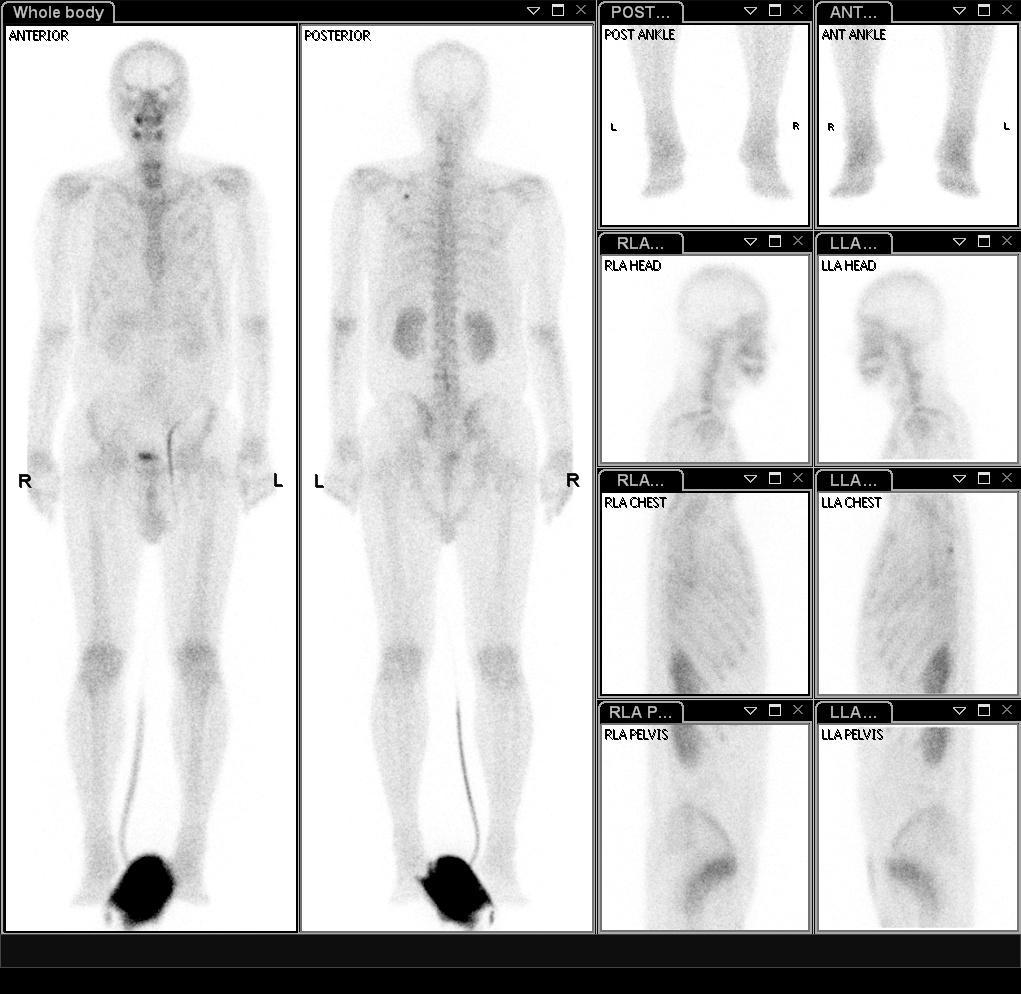 Whole body
ANTERIOR
POSTERIOR
R
L
L
R
POST...
POST ANKLE
L
R
ANT...
ANT ANKLE
R
L
RLA...
RLA HEAD
LLA...
LLA HEAD
RLA...
RLA CHEST
LLA...
LLA CHEST
RLA P...
RLA PELVIS
LLA...
LLA PELVIS